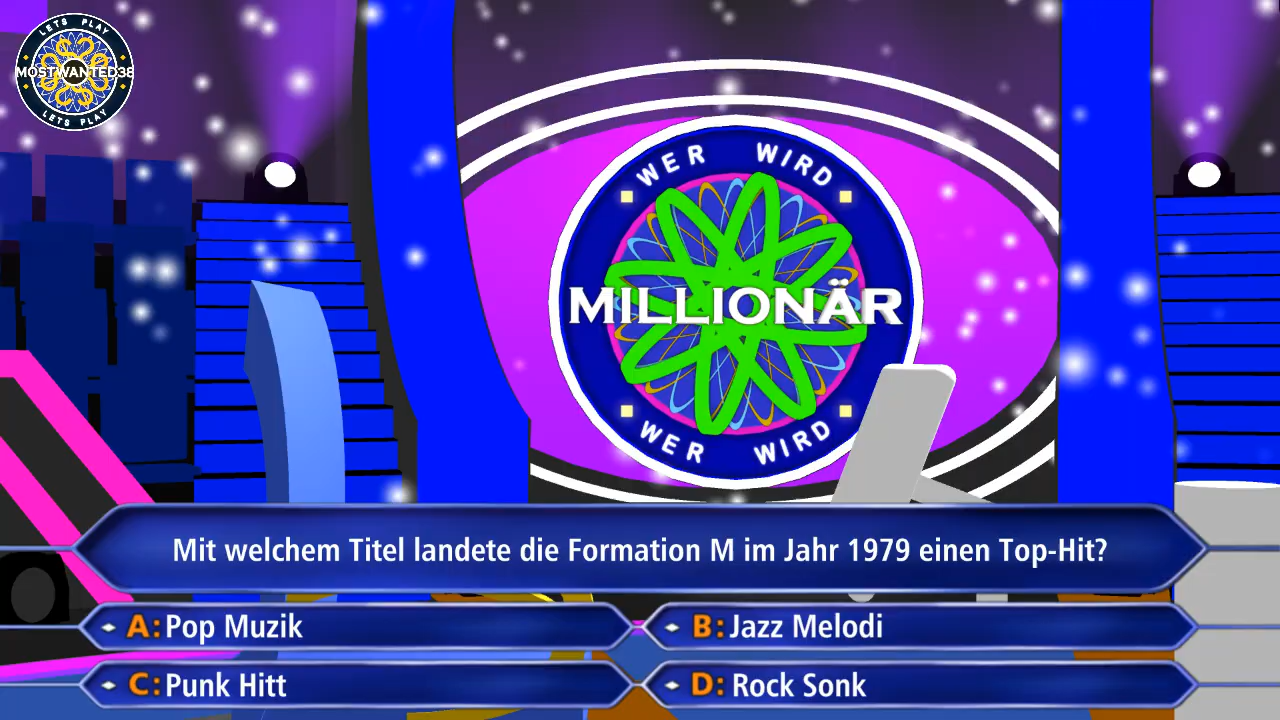 LETS PLAY
MOSTWANTED38
LETS PLAY
WER WIRD
MILLIONÄR
WER WIRD
Mit welchem Titel landete die Formation M im Jahr 1979 einen Top-Hit?
A: Pop Muzik
B: Jazz Melodi
C: Punk Hitt
D: Rock Sonk